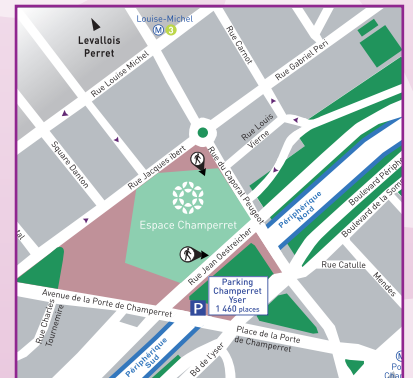 Louise-Michel
M 3
Levallois
Perret
Rue Carnot
Rue Gabriel Peri
Rue Louise Michel
Rue Louis
Vierne
Square Danton
Rue Jacques Ibert
Rue du Caporal Peugeot
Boulevard Périphé
Boulevard de la Som
Périphérique
Nord
Espace Champerret
Rue Jean Oestreicher
Rue Catulle
Mendes
Parking
Champerret
Yser
1 460 places
P
Avenue de la Porte de Champerret
Rue Charles
Tournemire
Place de la Porte
de Champerret
Périphérique
Sud
Bd de l'yser
M